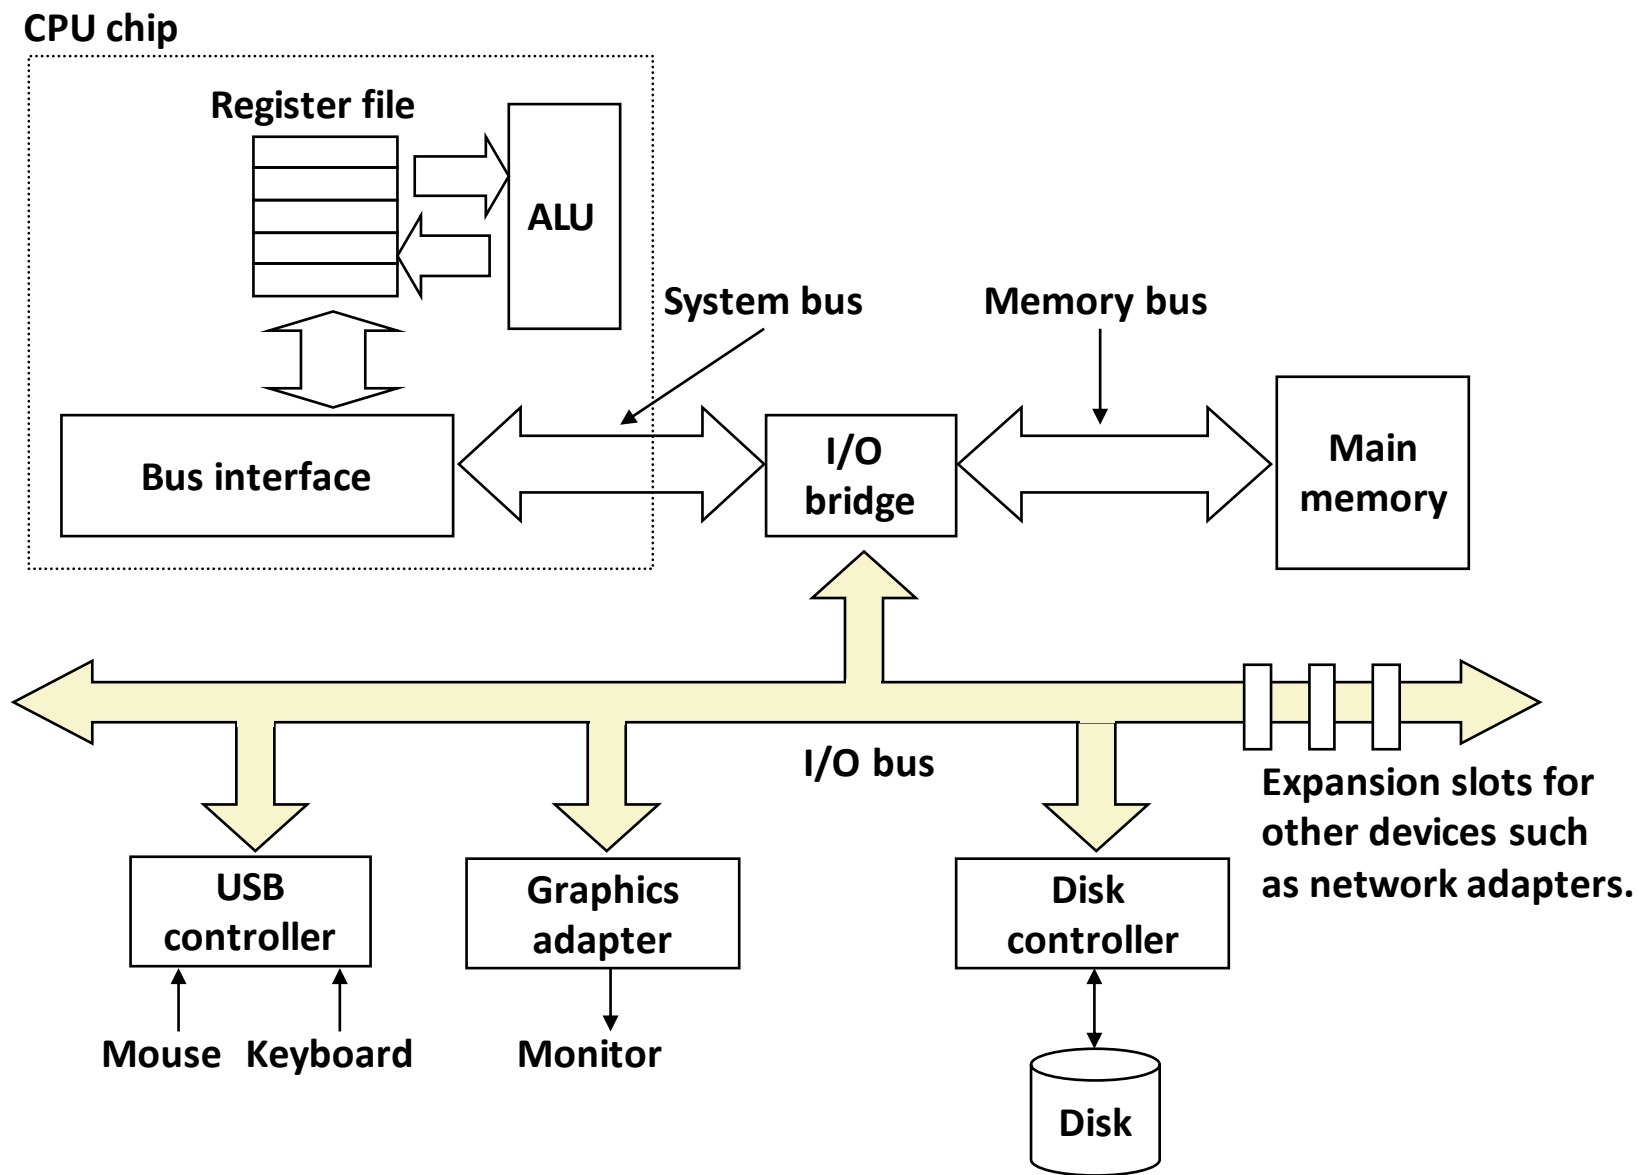 CPU chip
Register file
ALU
System bus
Memory bus
Bus interface
I/O
bridge
Main
memory
I/O bus
Expansion slots for
other devices such
as network adapters.
USB
controller
Graphics
adapter
Disk
controller
Mouse
Keyboard
Monitor
Disk